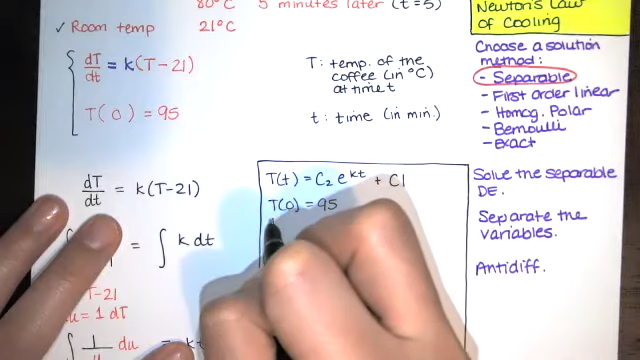 80°C
5 minutes later (t=5)
✓ Room temp 21°C
dT/dt = k(T-21)
T(0) = 95
T: temp. of the
coffee (in °C)
at time t
t: time (in min.)
Newton's Law
of Cooling
Choose a solution
method:
- Separable
- First order linear
- Homog. Polar
- Bernoulli
- Exact
dT/dt = k(T-21)
= ∫ k dt
T-21
du = 1 dT
∫ 1/u du = kt
T(t) = C2 e^kt + C1
T(0) = 95
Solve the separable
DE.
Separate the
variables.
Antidiff.